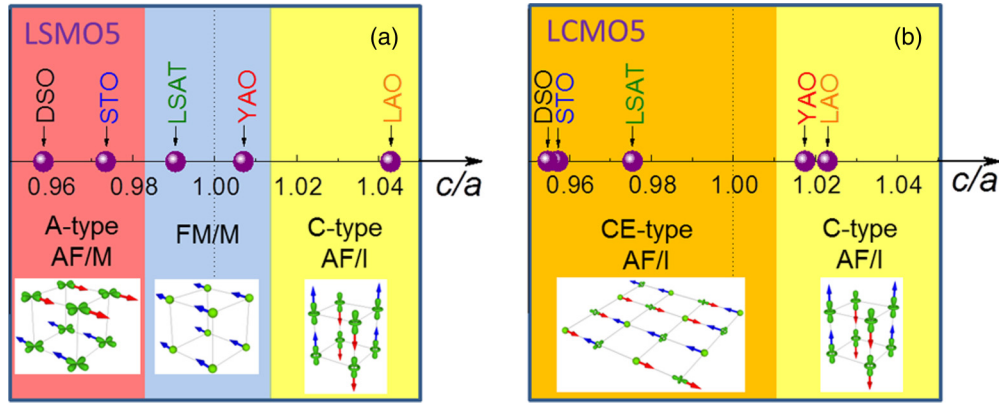 LSMO5
(a)
DSO
STO
LSAT
YAO
LAO
0.96
0.98
1.00
1.02
1.04
c/a
A-type
AF/M
FM/M
C-type
AF/I
LCMO5
(b)
DSO
STO
LSAT
YAO
LAO
0.96
0.98
1.00
1.02
1.04
c/a
CE-type
AF/I
C-type
AF/I